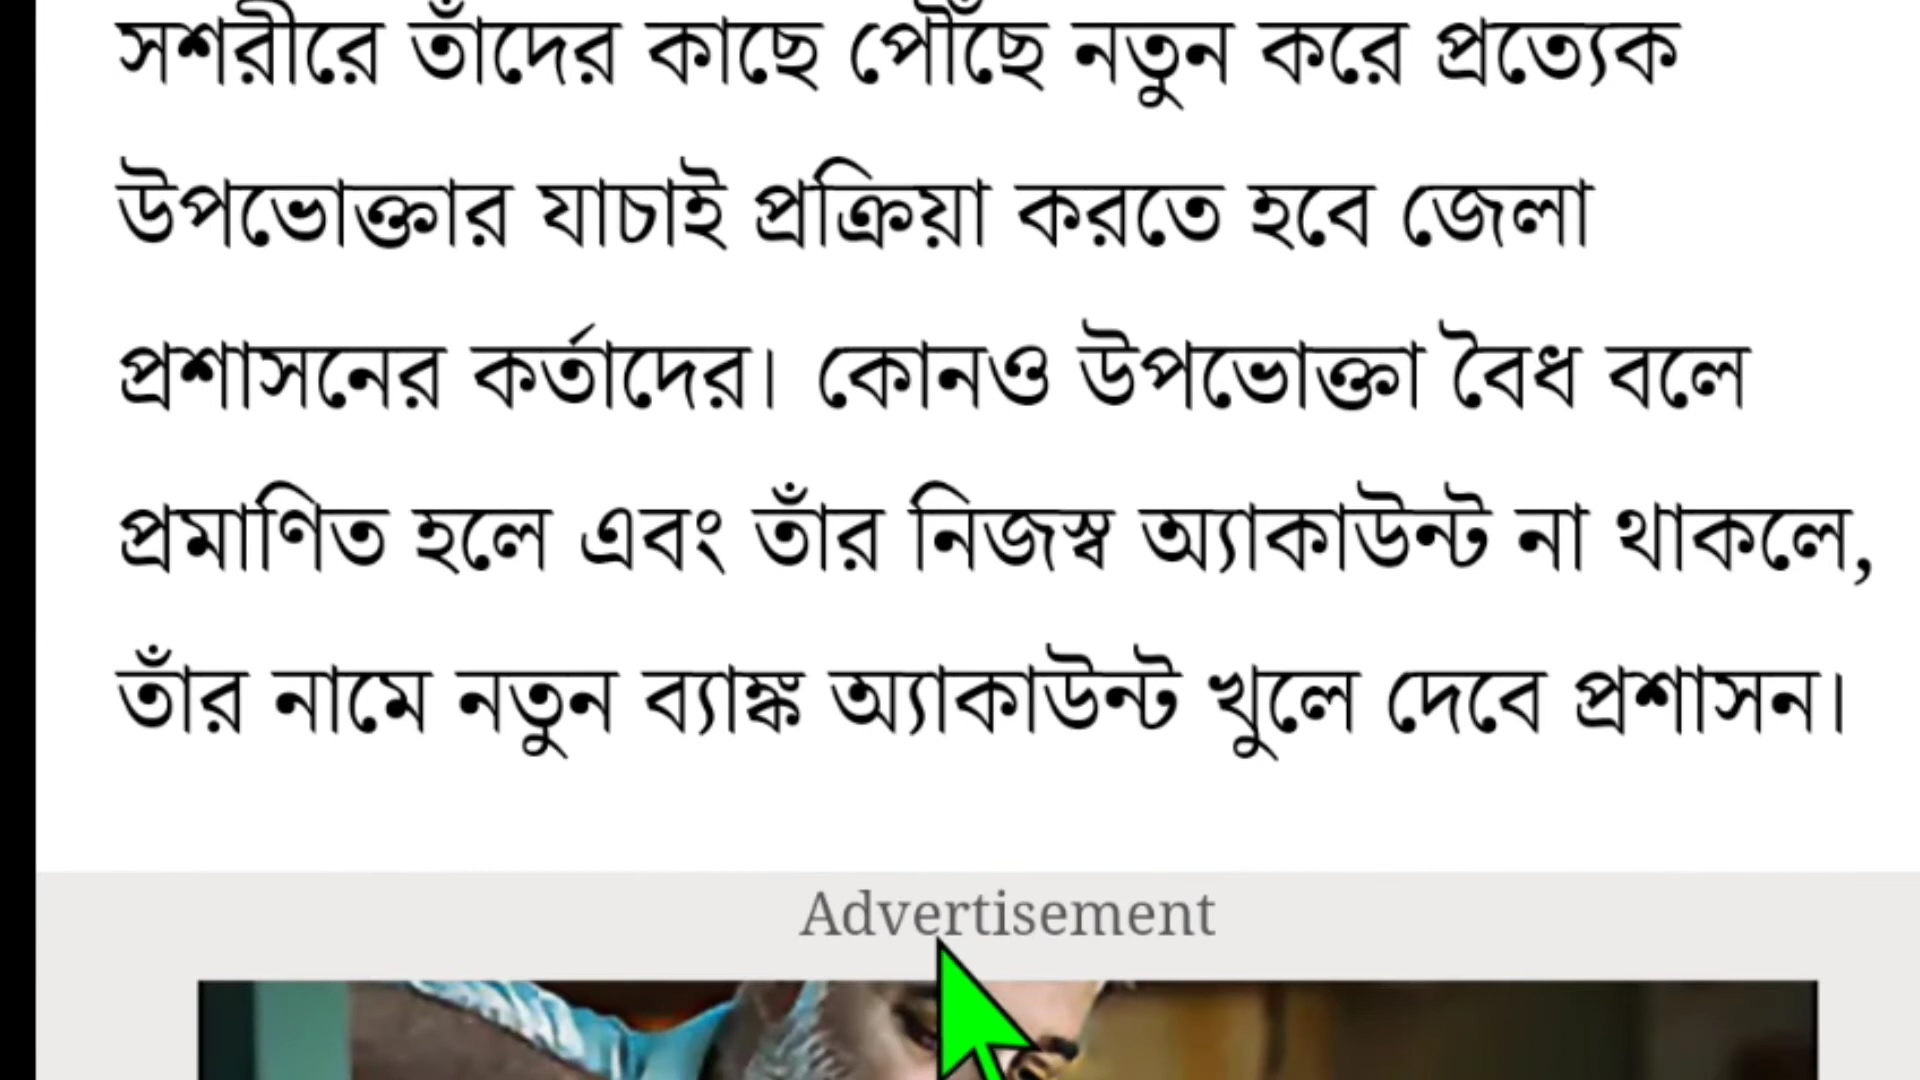 সশরীরে তাঁদের কাছে পৌঁছে নতুন করে প্রত্যেক
উপভোক্তার যাচাই প্রক্রিয়া করতে হবে জেলা
প্রশাসনের কর্তাদের। কোনও উপভোক্তা বৈধ বলে
প্রমাণিত হলে এবং তাঁর নিজস্ব অ্যাকাউন্ট না থাকলে,
তাঁর নামে নতুন ব্যাঙ্ক অ্যাকাউন্ট খুলে দেবে প্রশাসন।
Advertisement